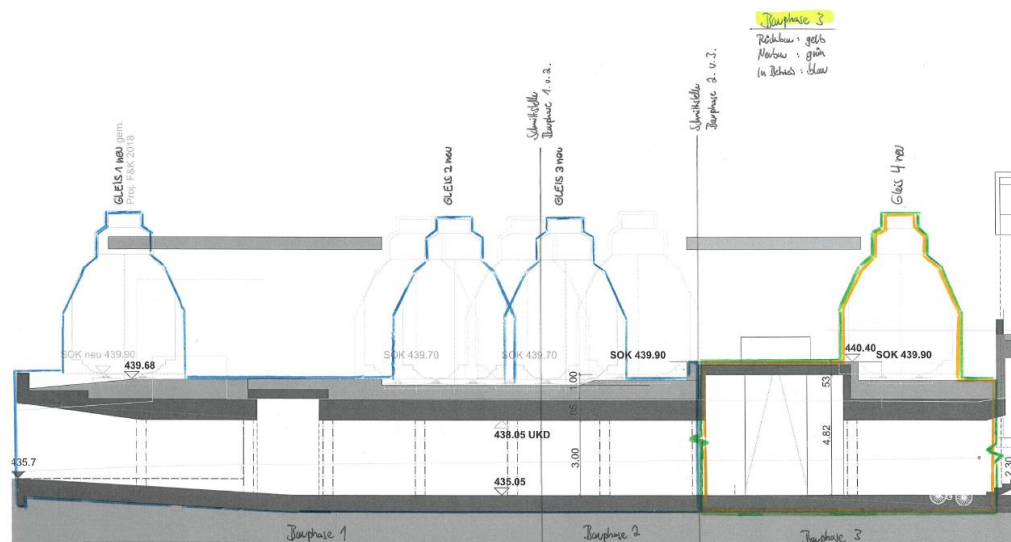 Bauphase 3
Rückbau: gelb
Neubau: grün
in Betrieb: blau
Schnittstelle
Bauphase 1. u. 2.
Schnittstelle
Bauphase 2. u. 3.
GLEIS 1 neu gem.
Proj. F&K 2018
GLEIS 2 neu
GLEIS 3 neu
Gleis 4 neu
SOK neu 439.90
439.68
SOK 439.70
SOK 439.70
SOK 439.90
440.40
SOK 439.90
1.00
50
53
438.05 UKD
3.00
4.82
435.7
435.05
2.30
Bauphase 1
Bauphase 2
Bauphase 3